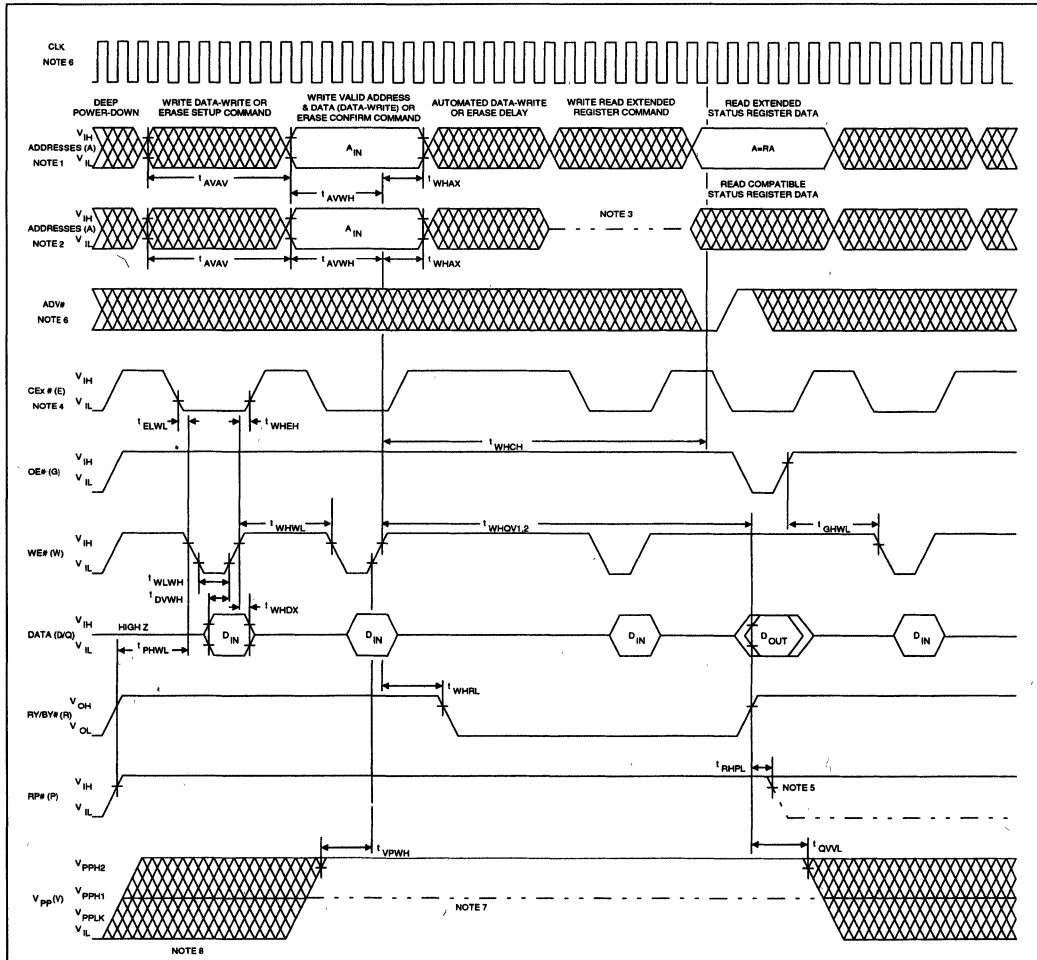 CLK
NOTE 6
DEEP POWER-DOWN
WRITE DATA-WRITE OR ERASE SETUP COMMAND
WRITE VALID ADDRESS & DATA (DATA-WRITE) OR ERASE CONFIRM COMMAND
AUTOMATED DATA-WRITE OR ERASE DELAY
WRITE READ EXTENDED REGISTER COMMAND
READ EXTENDED STATUS REGISTER DATA
ADDRESSES (A)
NOTE 1
V IH
V IL
A IN
A=RA
t AVAV
t AVWH
t WHAX
READ COMPATIBLE STATUS REGISTER DATA
ADDRESSES (A)
NOTE 2
V IH
V IL
A IN
NOTE 3
t AVAV
t AVWH
t WHAX
ADV#
NOTE 6
CEx # (E)
NOTE 4
V IH
V IL
t ELWL
t WHEH
t WHCH
OE# (G)
V IH
V IL
t WHWL
t WHQV1,2
t GHWL
WE# (W)
V IH
V IL
t WLWH
t DVWH
t WHDX
DATA (D/Q)
V IH
V IL
HIGH Z
D IN
D IN
D IN
D OUT
D IN
t PHWL
t WHRL
RY/BY# (R)
V OH
V OL
t RHPL
RP# (P)
V IH
V IL
NOTE 5
t VPWH
t QVVL
V PP (V)
V PPH2
V PPH1
V PPLK
V IL
NOTE 7
NOTE 8